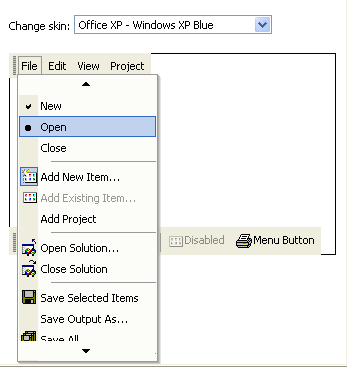 Change skin: Office XP - Windows XP Blue
File Edit View Project
New
Open
Close
Add New Item...
Add Existing Item...
Add Project
Open Solution...
Disabled Menu Button
Close Solution
Save Selected Items
Save Output As...
Save All